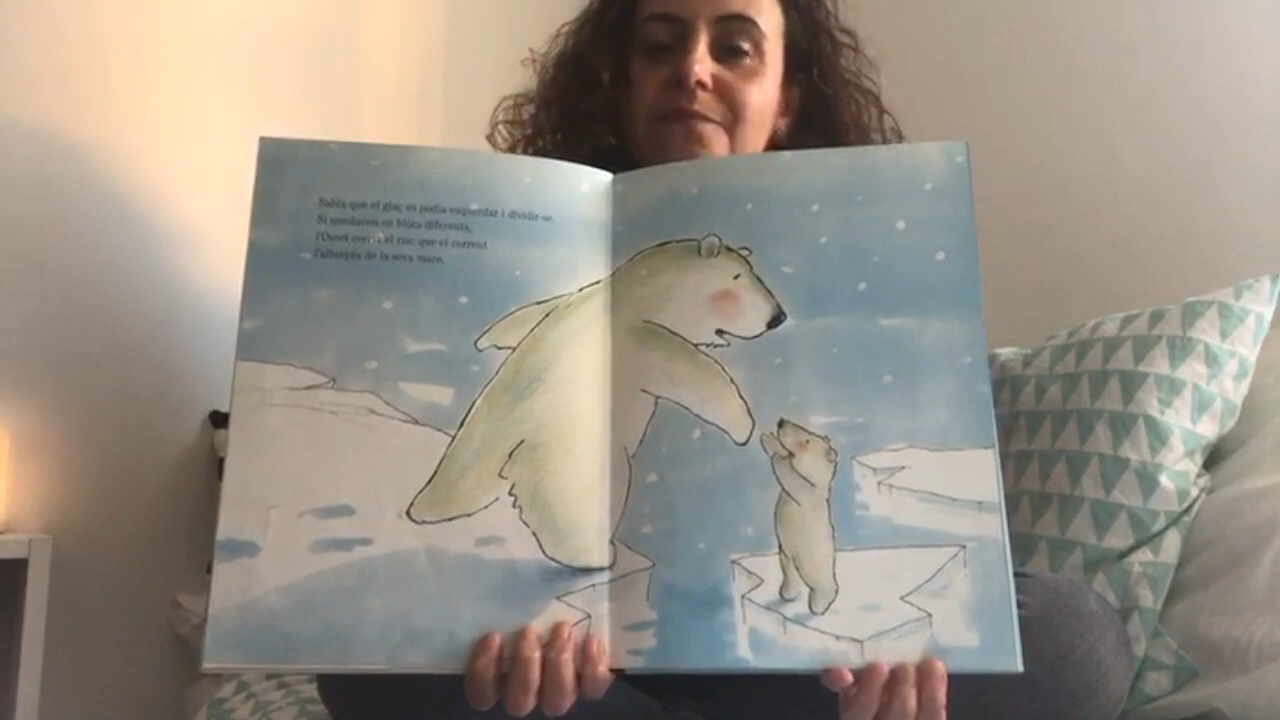 Sabia que el glaç es podia esquerdar i dividir-se.
Si quedaven en blocs diferents,
l'Osset corria el risc que el corrent
l'allunyés de la seva mare.